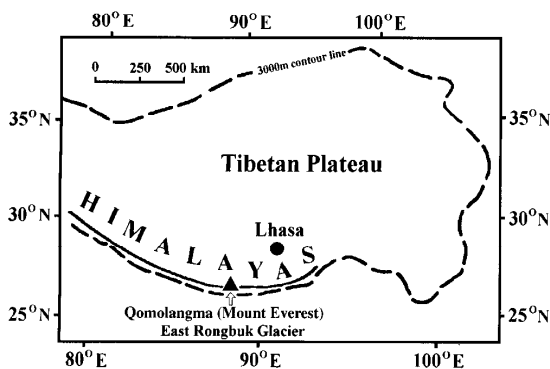 80°E 90°E 100°E
3000m contour line
0 250 500 km
35°N 35°N
Tibetan Plateau
30°N 30°N
HIMALAYAS
Lhasa
25°N 25°N
Qomolangma (Mount Everest)
East Rongbuk Glacier
80°E 90°E 100°E